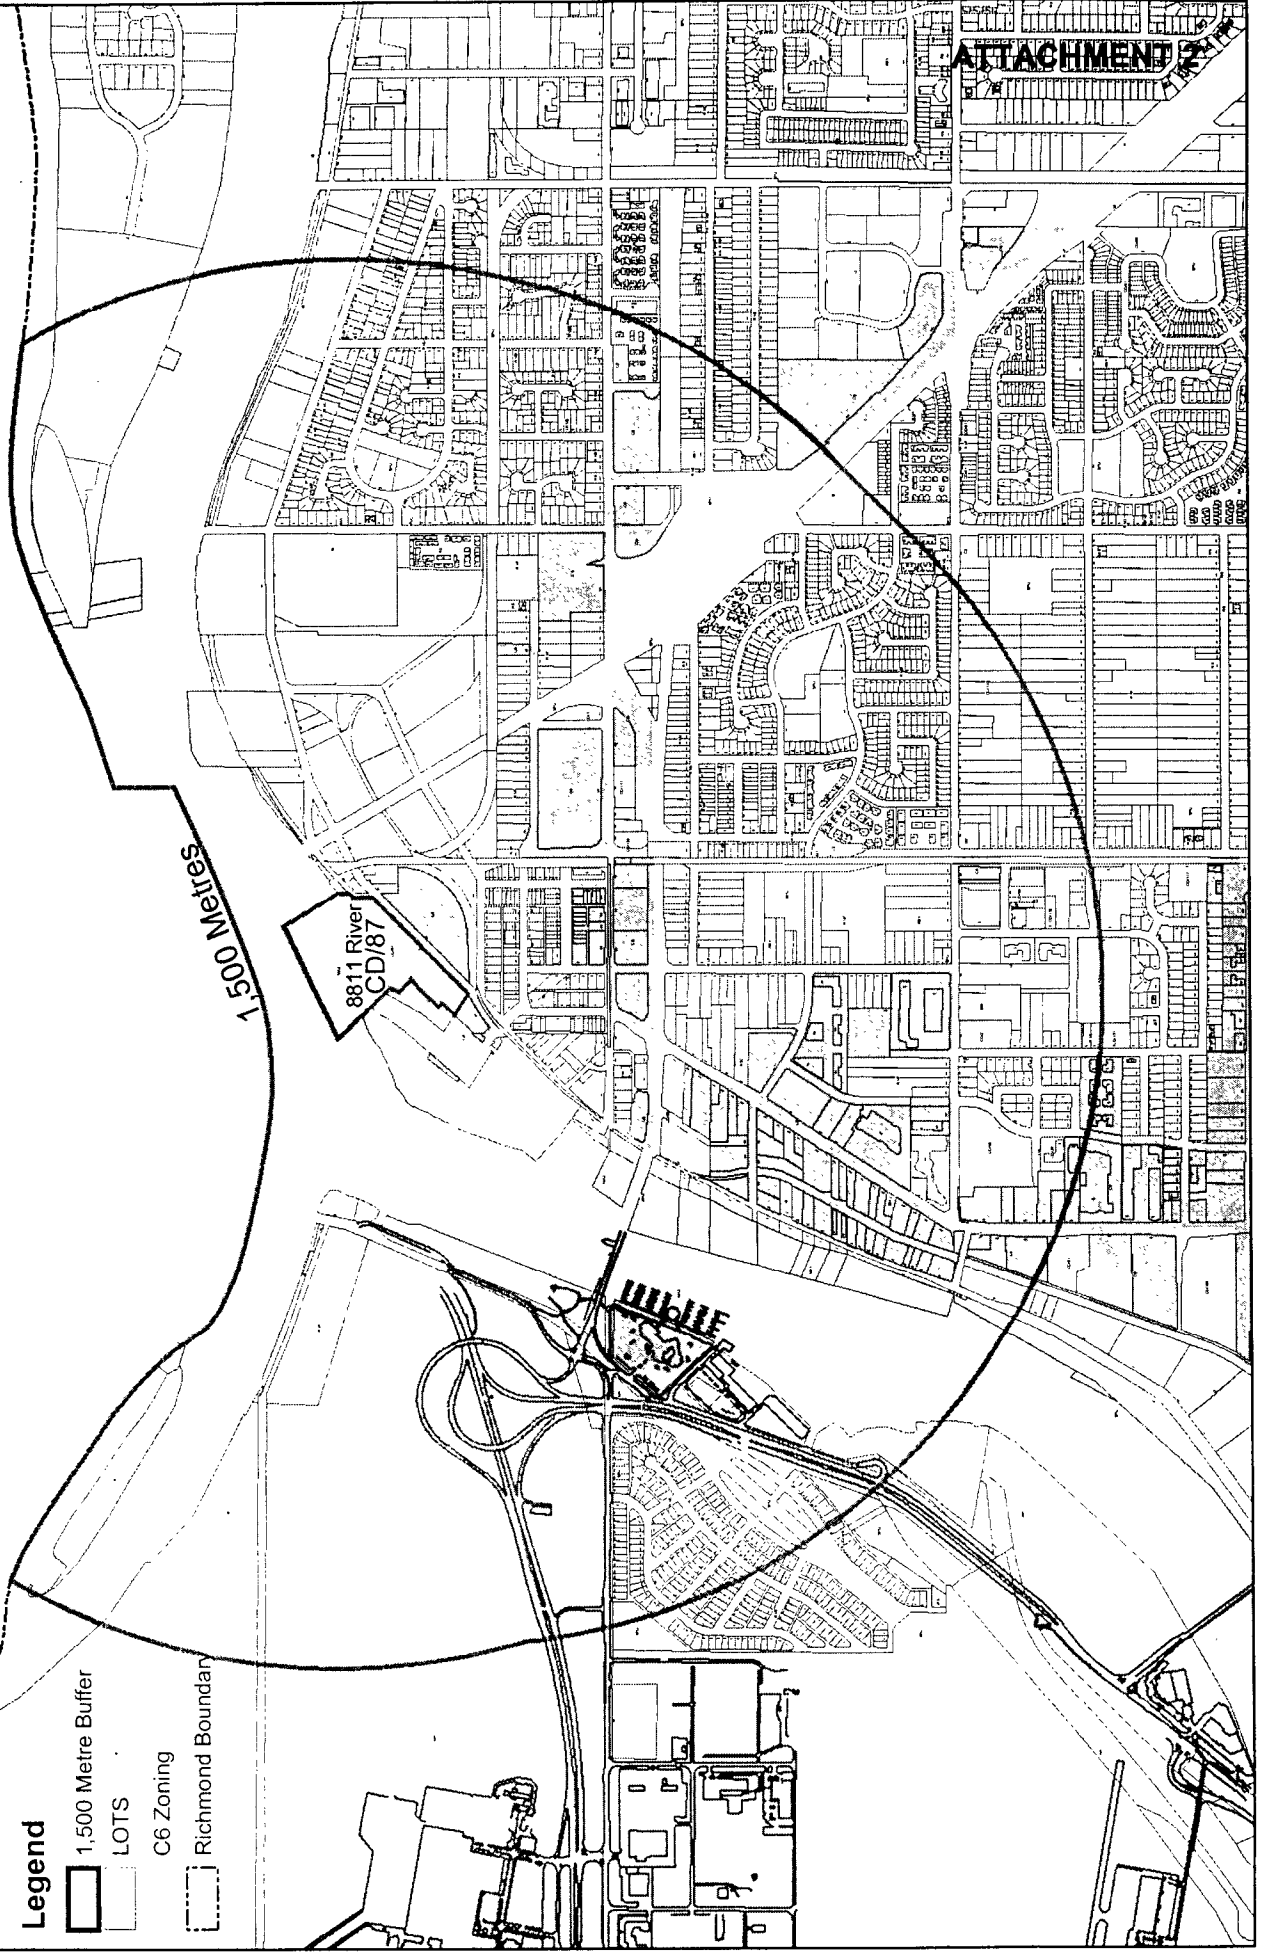 ATTACHMENT 2
1,500 Metres
8811 River
CD/87
Legend
1,500 Metre Buffer
LOTS
C6 Zoning
Richmond Boundary